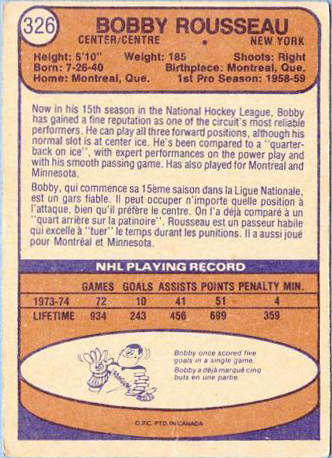 326
BOBBY ROUSSEAU
CENTER/CENTRE • NEW YORK
Height: 5'10" Weight: 185 Shoots: Right
Born: 7-26-40 Birthplace: Montreal, Que.
Home: Montreal, Que. 1st Pro Season: 1958-59
Now in his 15th season in the National Hockey League, Bobby
has gained a fine reputation as one of the circuit's most reliable
performers. He can play all three forward positions, although his
normal slot is at center ice. He's been compared to a "quarter-
back on ice", with expert performances on the power play and
with his smooth passing game. Has also played for Montreal and
Minnesota.
Bobby, qui commence sa 15ème saison dans la Ligue Nationale,
est un gars fiable. Il peut occuper n'importe quelle position à
l'attaque, bien qu'il préfère le centre. On l'a déjà comparé à un
"quart arrière sur la patinoire". Rousseau est un passeur habile
qui excelle à "tuer" le temps durant les punitions. Il a aussi joué
pour Montréal et Minnesota.
NHL PLAYING RECORD
GAMES GOALS ASSISTS POINTS PENALTY MIN.
1973-74 72 10 41 51 4
LIFETIME 934 243 456 699 359
Bobby once scored five
goals in a single game.
Bobby a déjà marqué cinq
buts en une partie.
O.P.C. PTD. IN CANADA